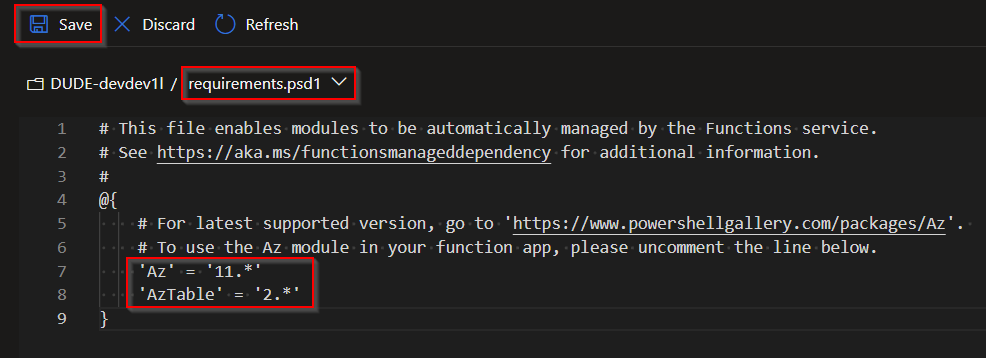 Save Discard Refresh
DUDE-devdev1l / requirements.psd1
1 # This file enables modules to be automatically managed by the Functions service.
2 # See https://aka.ms/functionsmanageddependency for additional information.
3 #
4 @{
5 # For latest supported version, go to 'https://www.powershellgallery.com/packages/Az'.
6 # To use the Az module in your function app, please uncomment the line below.
7 'Az' = '11.*'
8 'AzTable' = '2.*'
9 }